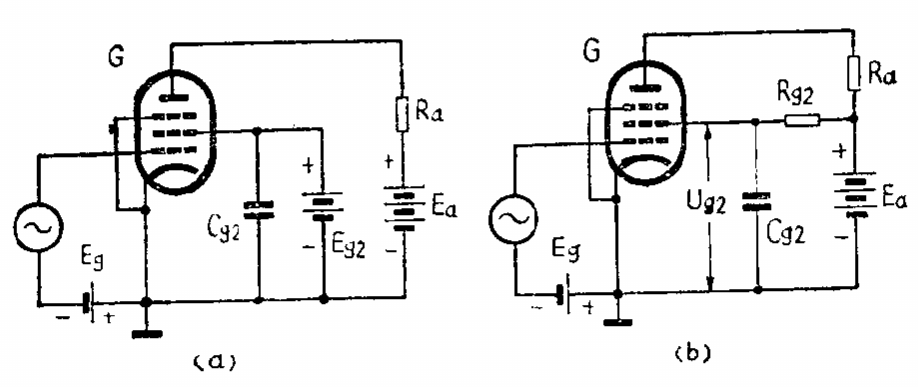 G
Ra
+
+
Cg2
Eg2
Ea
-
-
Eg
-
+
(a)
G
Rg2
Ra
+
Ug2
Cg2
Ea
-
Eg
-
+
(b)